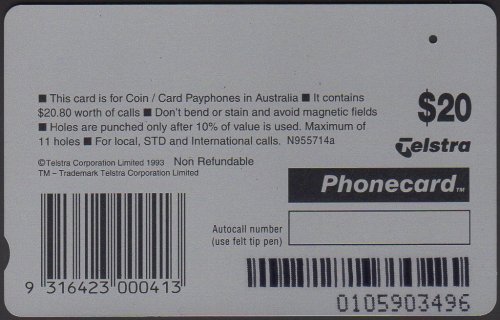 ■ This card is for Coin / Card Payphones in Australia ■ It contains
$20.80 worth of calls ■ Don't bend or stain and avoid magnetic fields
■ Holes are punched only after 10% of value is used. Maximum of
11 holes ■ For local, STD and International calls. N955714a
©Telstra Corporation Limited 1993 Non Refundable
TM – Trademark Telstra Corporation Limited
$20
Telstra
Phonecard TM
Autocall number
(use felt tip pen)
9 316423 000413
0105903496